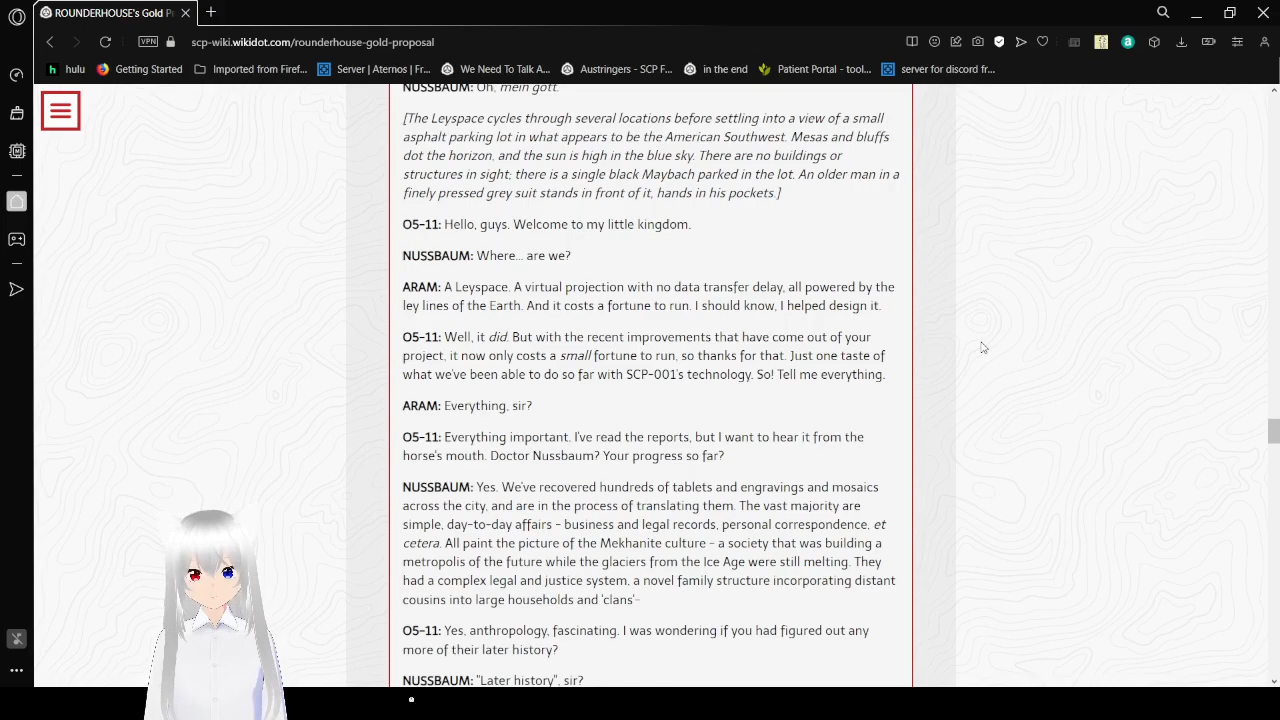 ROUNDERHOUSE's Gold P
VPN
scp-wiki.wikidot.com/rounderhouse-gold-proposal
hulu
Getting Started
Imported from Firef...
Server | Aternos | Fr...
We Need To Talk A...
Austringers - SCP F...
in the end
Patient Portal - tool...
server for discord fr...
NUSSBAUM: Oh, mein gott.
[The Leyspace cycles through several locations before settling into a view of a small
asphalt parking lot in what appears to be the American Southwest. Mesas and bluffs
dot the horizon, and the sun is high in the blue sky. There are no buildings or
structures in sight; there is a single black Maybach parked in the lot. An older man in a
finely pressed grey suit stands in front of it, hands in his pockets.]
O5-11: Hello, guys. Welcome to my little kingdom.
NUSSBAUM: Where... are we?
ARAM: A Leyspace. A virtual projection with no data transfer delay, all powered by the
ley lines of the Earth. And it costs a fortune to run. I should know, I helped design it.
O5-11: Well, it did. But with the recent improvements that have come out of your
project, it now only costs a small fortune to run, so thanks for that. Just one taste of
what we've been able to do so far with SCP-001's technology. So! Tell me everything.
ARAM: Everything, sir?
O5-11: Everything important. I've read the reports, but I want to hear it from the
horse's mouth. Doctor Nussbaum? Your progress so far?
NUSSBAUM: Yes. We've recovered hundreds of tablets and engravings and mosaics
across the city, and are in the process of translating them. The vast majority are
simple, day-to-day affairs - business and legal records, personal correspondence, et
cetera. All paint the picture of the Mekhanite culture - a society that was building a
metropolis of the future while the glaciers from the Ice Age were still melting. They
had a complex legal and justice system, a novel family structure incorporating distant
cousins into large households and 'clans'-
O5-11: Yes, anthropology, fascinating. I was wondering if you had figured out any
more of their later history?
NUSSBAUM: "Later history", sir?